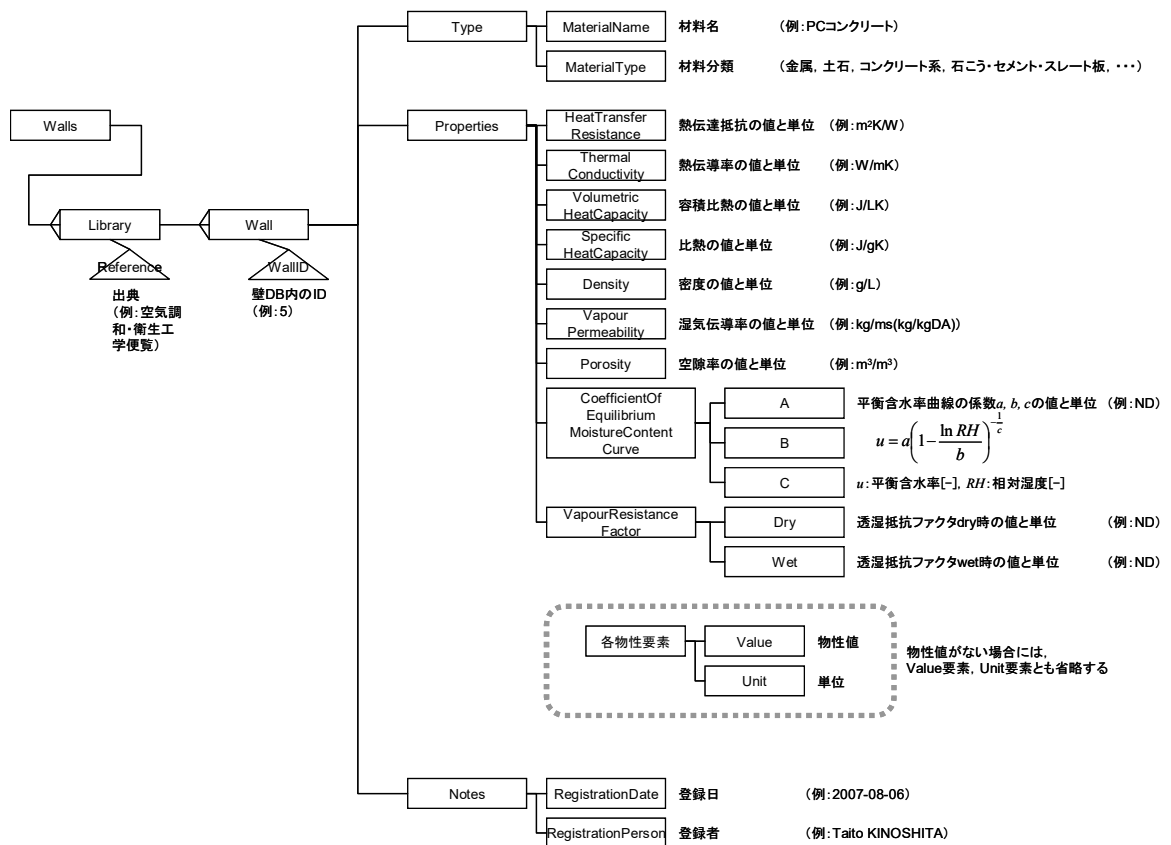 Type
MaterialName 材料名 (例:PCコンクリート)
MaterialType 材料分類 (金属, 土石, コンクリート系, 石こう・セメント・スレート板, ・・・)
Walls
Properties
HeatTransfer
Resistance
熱伝達抵抗の値と単位 (例:m²K/W)
Thermal
Conductivity
熱伝導率の値と単位 (例:W/mK)
Volumetric
HeatCapacity
容積比熱の値と単位 (例:J/LK)
Library
Wall
Specific
HeatCapacity
比熱の値と単位 (例:J/gK)
Reference
WallID
出典
(例:空気調
和・衛生工
学便覧)
壁DB内のID
(例:5)
Density 密度の値と単位 (例:g/L)
Vapour
Permeability
湿気伝導率の値と単位 (例:kg/ms(kg/kgDA))
Porosity 空隙率の値と単位 (例:m³/m³)
CoefficientOf
Equilibrium
MoistureContent
Curve
A 平衡含水率曲線の係数a, b, cの値と単位 (例:ND)
B u = a(1 − ln RH / b)^(−1/c)
C u:平衡含水率[-], RH:相対湿度[-]
VapourResistance
Factor
Dry 透湿抵抗ファクタdry時の値と単位 (例:ND)
Wet 透湿抵抗ファクタwet時の値と単位 (例:ND)
各物性要素
Value 物性値
Unit 単位
物性値がない場合には,
Value要素, Unit要素とも省略する
Notes
RegistrationDate 登録日 (例:2007-08-06)
RegistrationPerson 登録者 (例:Taito KINOSHITA)